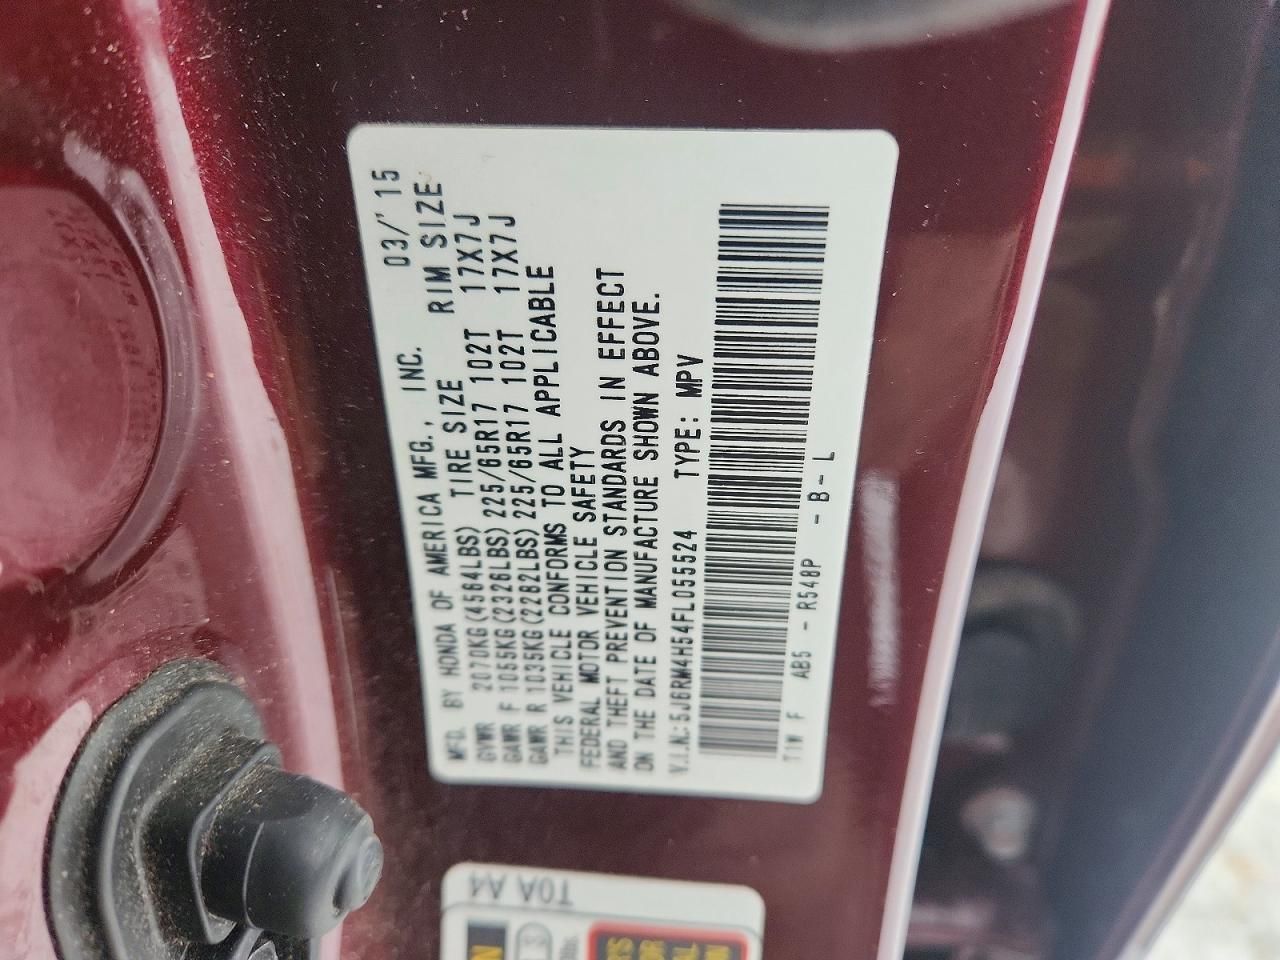 MFD. BY HONDA OF AMERICA MFG., INC. 03/'15
TIRE SIZE RIM SIZE
GVWR 2070KG(4564LBS)
GAWR F 1055KG(2326LBS) 225/65R17 102T 17X7J
GAWR R 1035KG(2282LBS) 225/65R17 102T 17X7J
THIS VEHICLE CONFORMS TO ALL APPLICABLE
FEDERAL MOTOR VEHICLE SAFETY
AND THEFT PREVENTION STANDARDS IN EFFECT
ON THE DATE OF MANUFACTURE SHOWN ABOVE.
V.I.N.: 5J6RM4H54FL055524 TYPE: MPV
T1W F AB5 - R548P - B - L
T0A A4